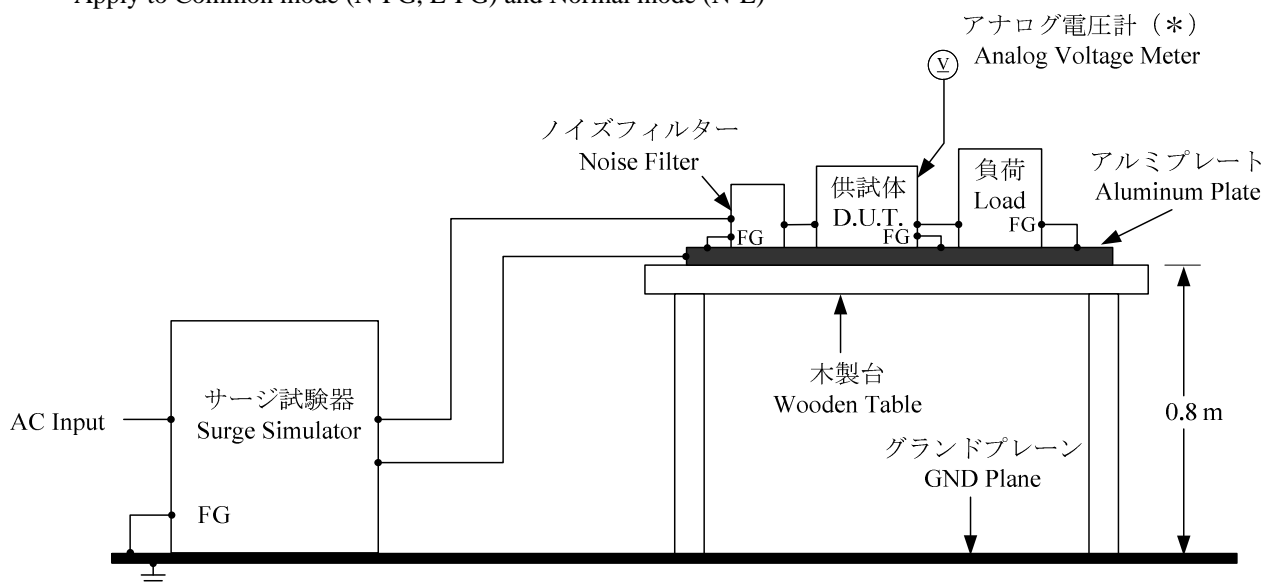 Apply to Common mode (N-FG, L-FG) and Normal mode (N-L)
アナログ電圧計（＊）
Analog Voltage Meter
V
ノイズフィルター
Noise Filter
供試体
D.U.T.
負荷
Load
アルミプレート
Aluminum Plate
FG
FG
FG
サージ試験器
Surge Simulator
AC Input
木製台
Wooden Table
0.8 m
グランドプレーン
GND Plane
FG